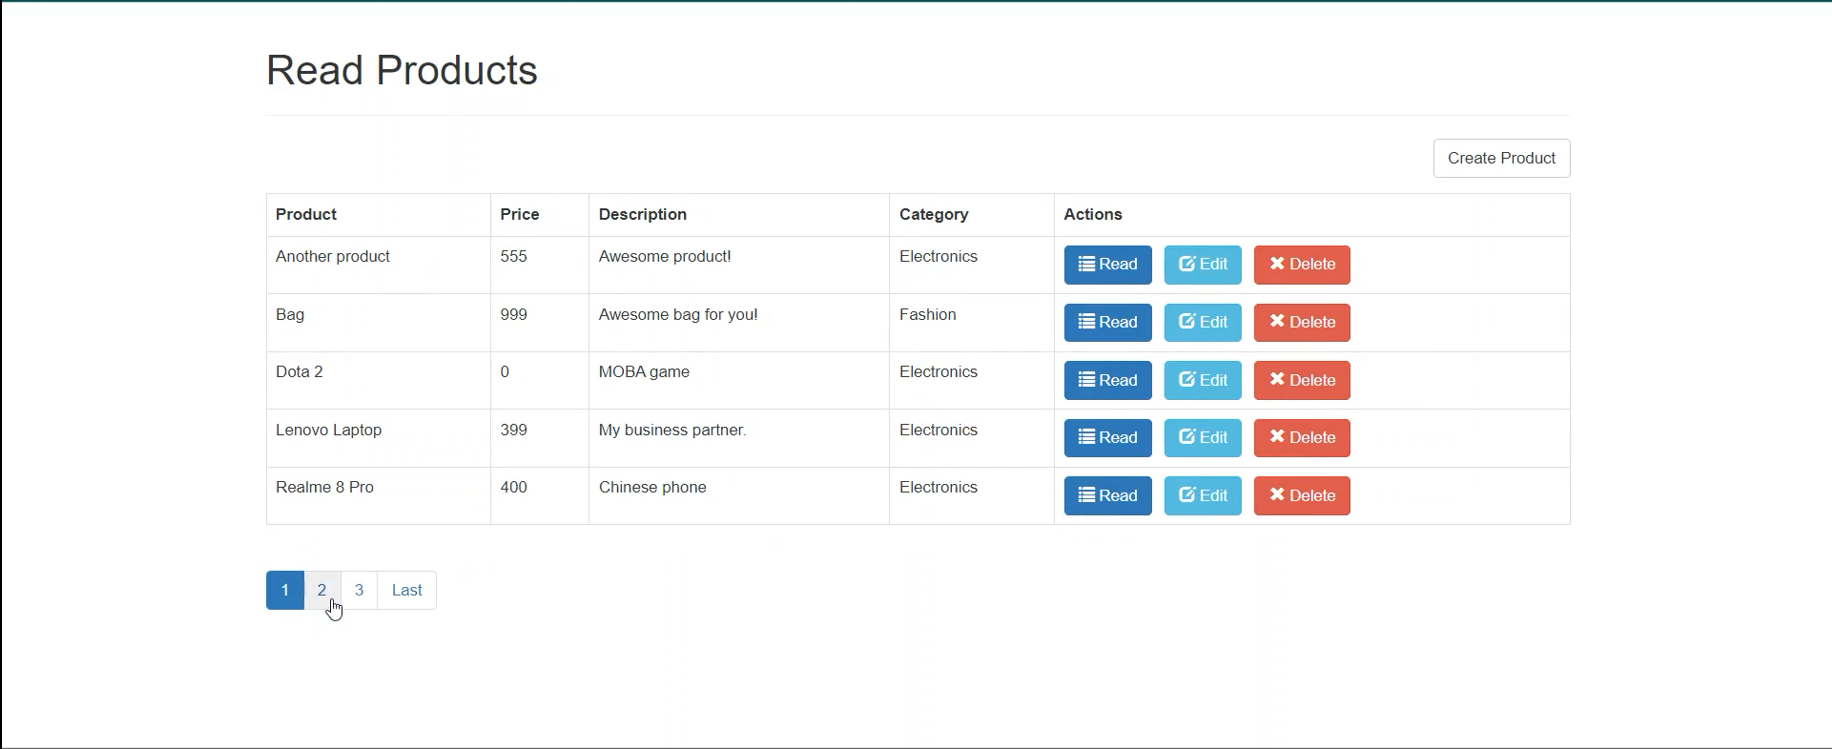 Read Products
Create Product
Product Price Description Category Actions
Another product 555 Awesome product! Electronics Read Edit Delete
Bag 999 Awesome bag for you! Fashion Read Edit Delete
Dota 2 0 MOBA game Electronics Read Edit Delete
Lenovo Laptop 399 My business partner. Electronics Read Edit Delete
Realme 8 Pro 400 Chinese phone Electronics Read Edit Delete
1 2 3 Last